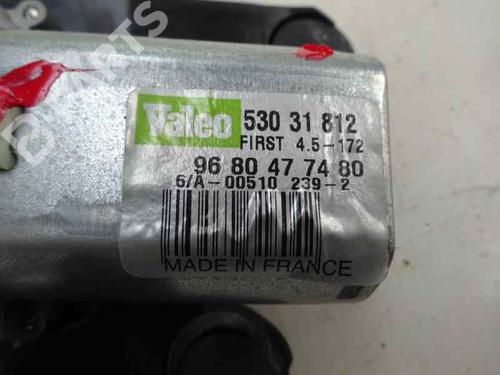 Valeo 530 31 812
FIRST 4.5-172
96 80 47 74 80
6/A-00510 239-2
MADE IN FRANCE
PARTS